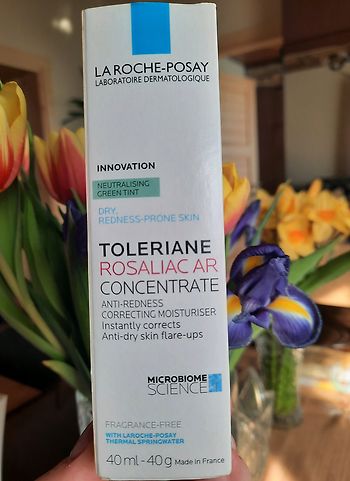 LA ROCHE-POSAY
LABORATOIRE DERMATOLOGIQUE
INNOVATION
NEUTRALISING
GREEN TINT
DRY,
REDNESS-PRONE SKIN
TOLERIANE
ROSALIAC AR
CONCENTRATE
ANTI-REDNESS
CORRECTING MOISTURISER
Instantly corrects
Anti-dry skin flare-ups
MICROBIOME
SCIENCE
FRAGRANCE-FREE
WITH LAROCHE-POSAY
THERMAL SPRINGWATER
40 ml - 40 g Made in France